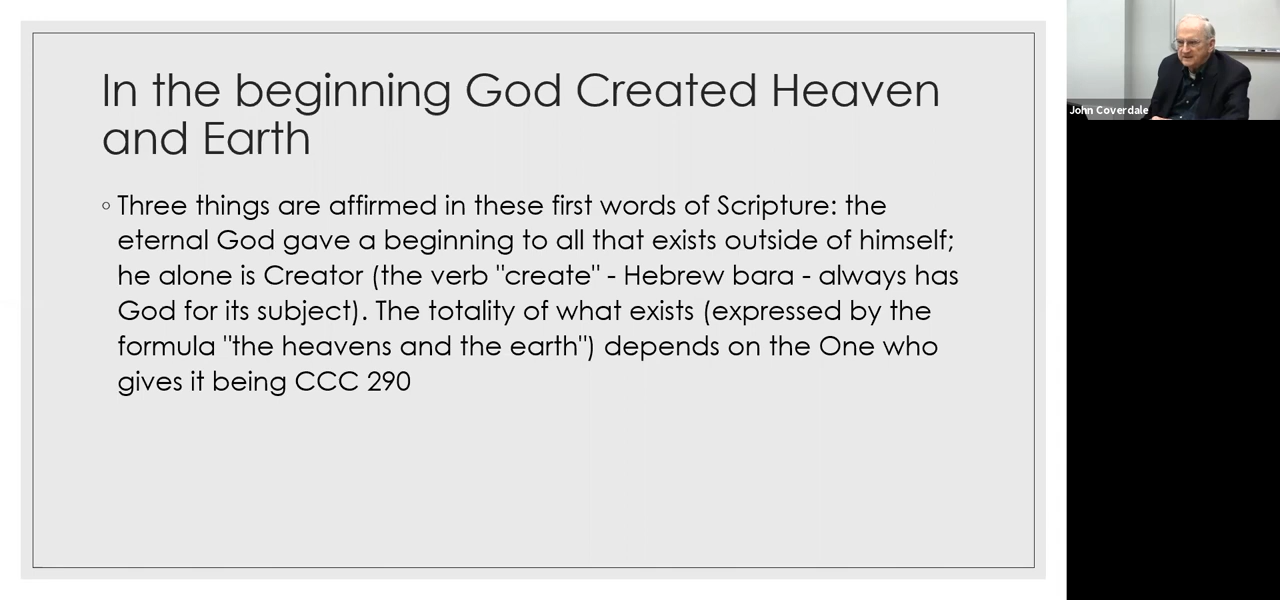 In the beginning God Created Heaven
and Earth
◦ Three things are affirmed in these first words of Scripture: the
eternal God gave a beginning to all that exists outside of himself;
he alone is Creator (the verb "create" - Hebrew bara - always has
God for its subject). The totality of what exists (expressed by the
formula "the heavens and the earth") depends on the One who
gives it being CCC 290
John Coverdale